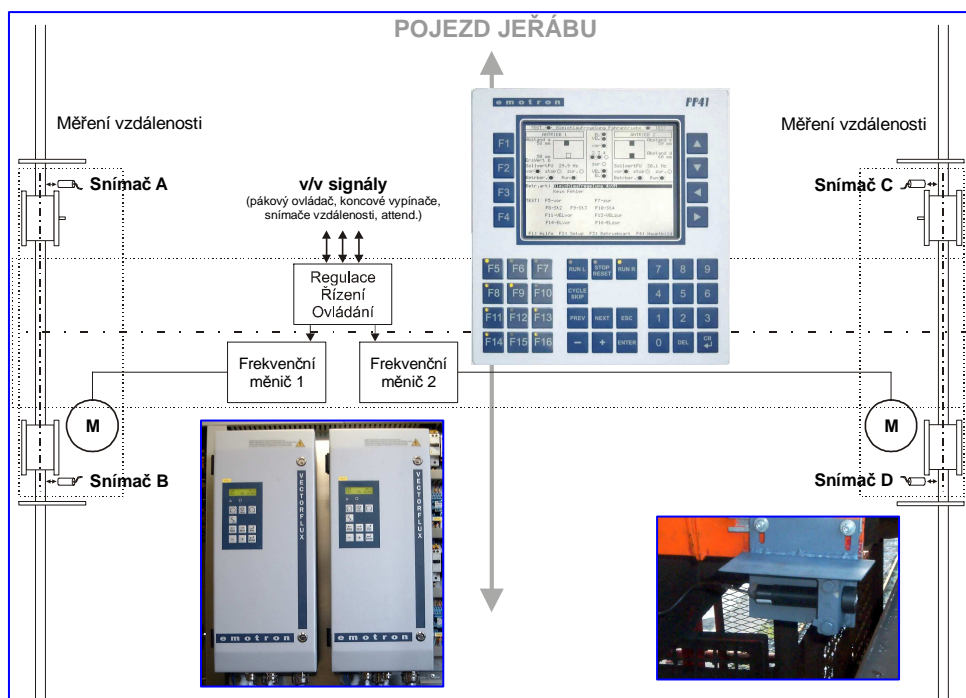 POJEZD JEŘÁBU
Měření vzdálenosti
Měření vzdálenosti
Snímač A
Snímač C
v/v signály
(pákový ovládač, koncové vypínače,
snímače vzdálenosti, attend.)
Regulace
Řízení
Ovládání
Frekvenční
měnič 1
Frekvenční
měnič 2
M
M
Snímač B
Snímač D
emotron
PP41
F1
F2
F3
F4
F5 F6 F7
RUN L
STOP
RESET
RUN R
7 8 9
F8 F9 F10
CYCLE
SKIP
4 5 6
F11 F12 F13
PREV NEXT ESC
1 2 3
F14 F15 F16
− + ENTER
0 DEL CR
VECTORFLUX
VECTORFLUX
emotron
emotron